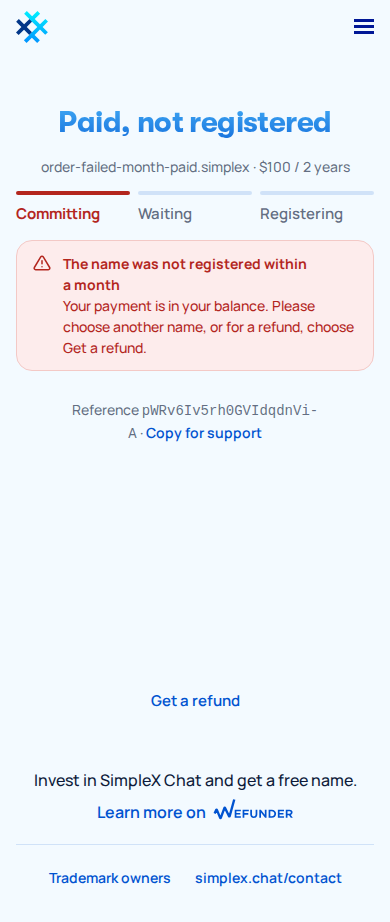 Paid, not registered
order-failed-month-paid.simplex · $100 / 2 years
Committing
Waiting
Registering
The name was not registered within
a month
Your payment is in your balance. Please
choose another name, or for a refund, choose
Get a refund.
Reference pWRv6Iv5rh0GVIdqdnVi-
A · Copy for support
Get a refund
Invest in SimpleX Chat and get a free name.
Learn more on WEFUNDER
Trademark owners
simplex.chat/contact